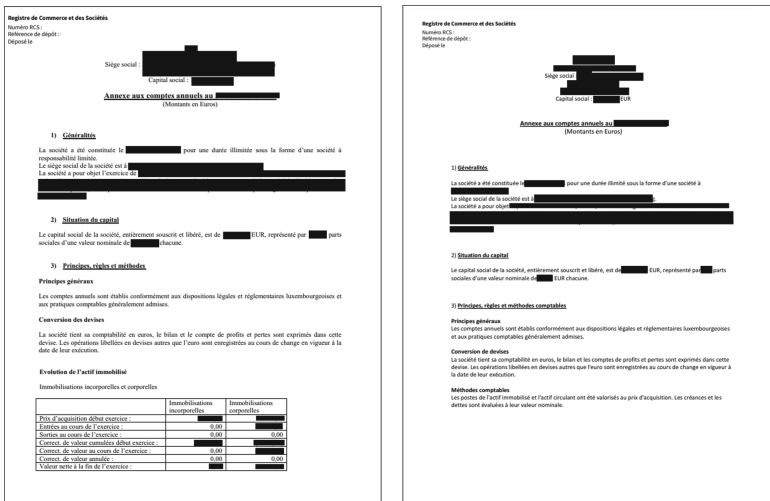 Registre de Commerce et des Sociétés
Numéro RCS :
Référence de dépôt :
Déposé le
Siège social :
Capital social :
Annexe aux comptes annuels au
(Montants en Euros)
1) Généralités
La société a été constituée le pour une durée illimitée sous la forme d'une société à
responsabilité limitée.
Le siège social de la société est à
La société a pour objet l'exercice de
2) Situation du capital
Le capital social de la société, entièrement souscrit et libéré, est de EUR, représenté par parts
sociales d'une valeur nominale de chacune.
3) Principes, règles et méthodes
Principes généraux
Les comptes annuels sont établis conformément aux dispositions légales et réglementaires luxembourgeoises et
aux pratiques comptables généralement admises.
Conversion des devises
La société tient sa comptabilité en euros, le bilan et le compte de profits et pertes sont exprimés dans cette
devise. Les opérations libellées en devises autres que l'euro sont enregistrées au cours de change en vigueur à la
date de leur exécution.
Evolution de l'actif immobilisé
Immobilisations incorporelles et corporelles
Immobilisations incorporelles Immobilisations corporelles
Prix d'acquisition début exercice :
Entrées au cours de l'exercice : 0,00
Sorties au cours de l'exercice : 0,00 0,00
Correct. de valeur cumulées début exercice :
Correct. de valeur au cours de l'exercice : 0,00
Correct. de valeur annulée : 0,00 0,00
Valeur nette à la fin de l'exercice :
Registre de Commerce et des Sociétés
Numéro RCS :
Référence de dépôt :
Déposé le
Siège social
Capital social : EUR
Annexe aux comptes annuels au
(Montants en Euros)
1) Généralités
La société a été constituée le pour une durée illimité sous la forme d'une société à
Le siège social de la société est à
La société a pour objet
2) Situation du capital
Le capital social de la société, entièrement souscrit et libéré, est de EUR, représenté par parts
sociales d'une valeur nominale de EUR chacune.
3) Principes, règles et méthodes comptables
Principes généraux
Les comptes annuels sont établis conformément aux dispositions légales et réglementaires luxembourgeoises
et aux pratiques comptables généralement admises.
Conversion de devises
La société tient sa comptabilité en euros, le bilan et les comptes de profits et pertes sont exprimés dans cette
devise. Les opérations libellées en devises autres que l'euro sont enregistrées au cours de change en vigueur à
la date de leur exécution.
Méthodes comptables
Les postes de l'actif immobilisé et l'actif circulant ont été valorisés au prix d'acquisition. Les créances et les
dettes sont évaluées à leur valeur nominale.